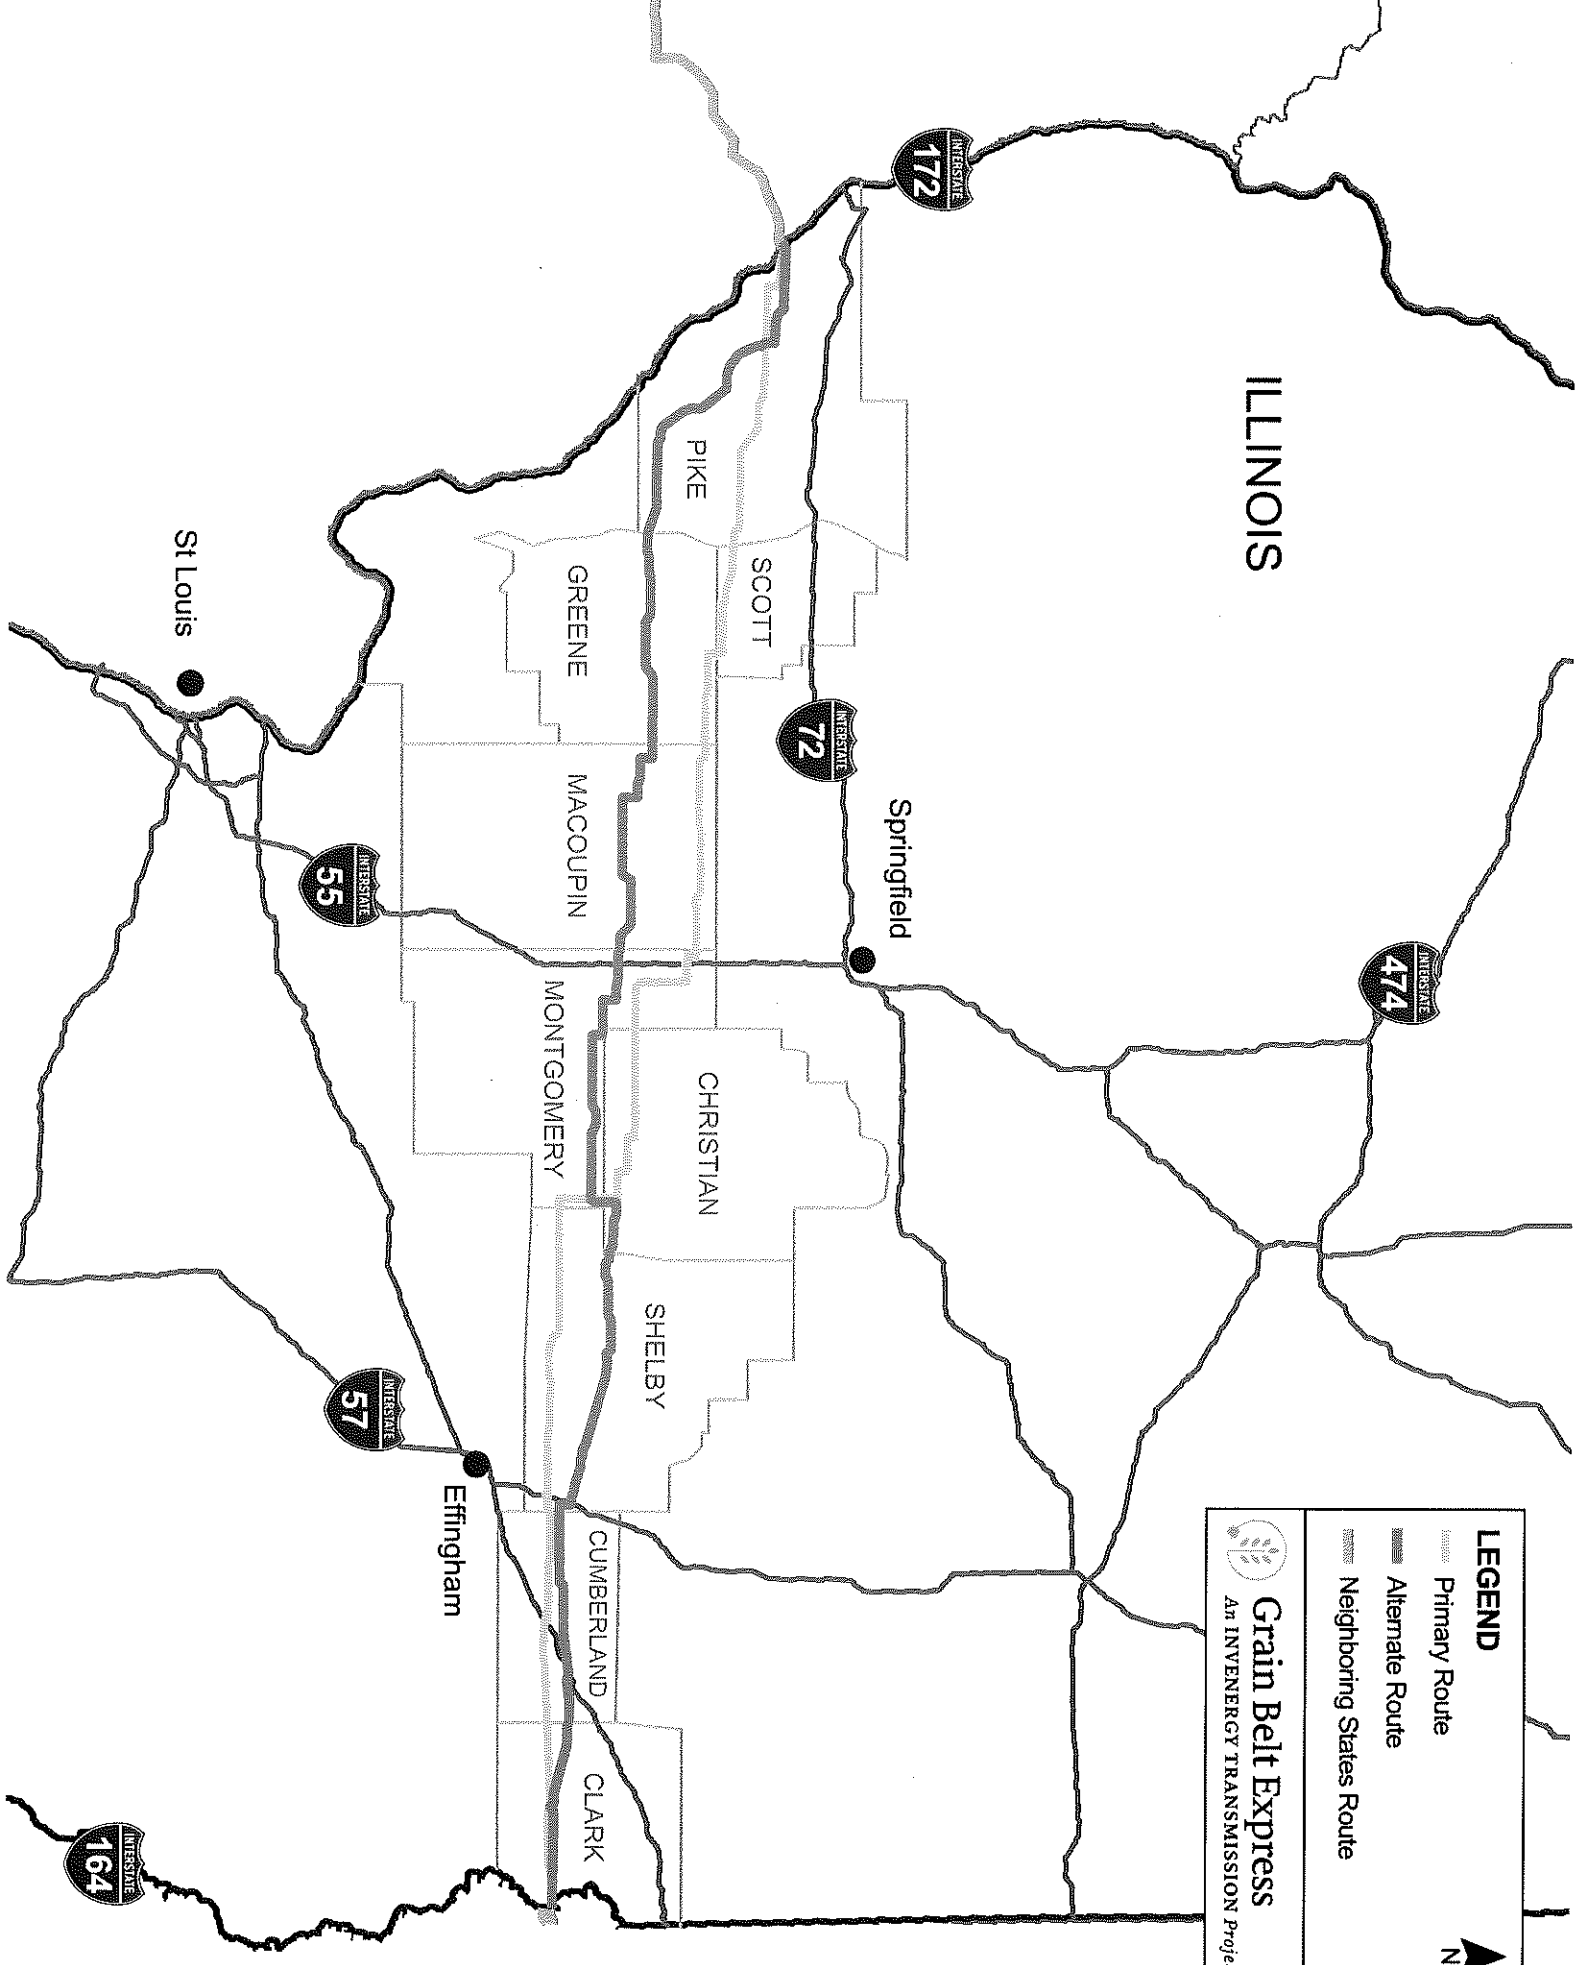 ILLINOIS
INTERSTATE
172
INTERSTATE
72
Springfield
INTERSTATE
474
PIKE
SCOTT
GREENE
MACOUPIN
MONTGOMERY
CHRISTIAN
SHELBY
CUMBERLAND
CLARK
St Louis
INTERSTATE
55
INTERSTATE
57
Effingham
INTERSTATE
164
LEGEND
Primary Route
Alternate Route
Neighboring States Route
N
Grain Belt Express
An INVENERGY TRANSMISSION Proje